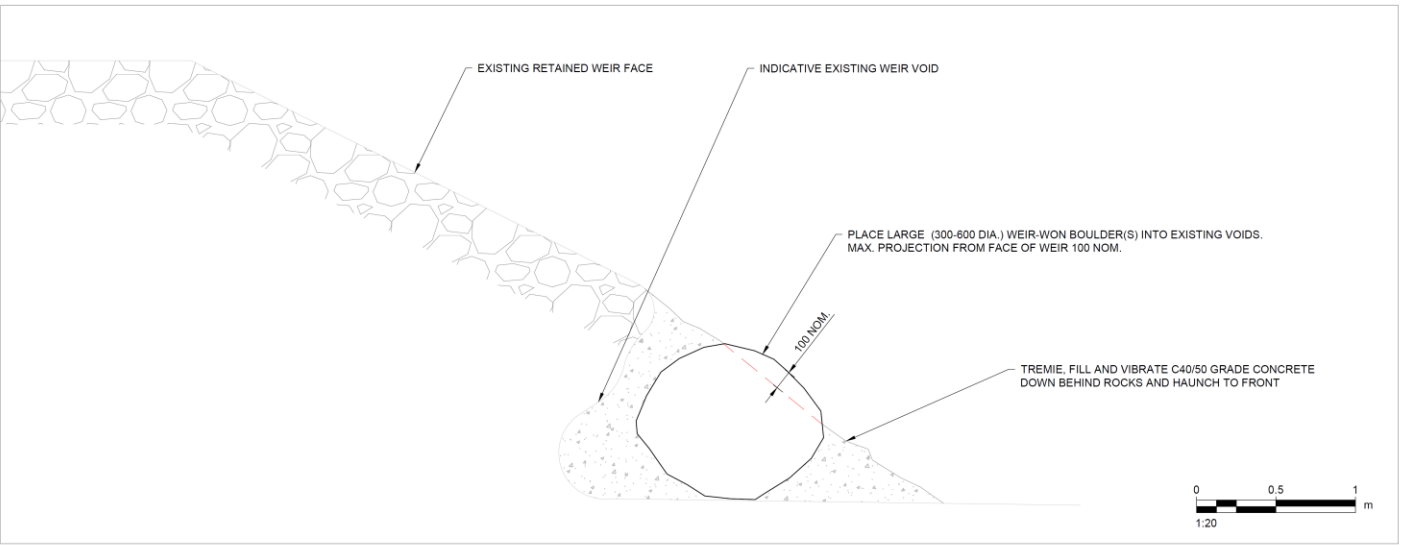 EXISTING RETAINED WEIR FACE
INDICATIVE EXISTING WEIR VOID
PLACE LARGE (300-600 DIA.) WEIR-WON BOULDER(S) INTO EXISTING VOIDS.
MAX. PROJECTION FROM FACE OF WEIR 100 NOM.
100 NOM.
TREMIE, FILL AND VIBRATE C40/50 GRADE CONCRETE
DOWN BEHIND ROCKS AND HAUNCH TO FRONT
0 0.5 1
m
1:20